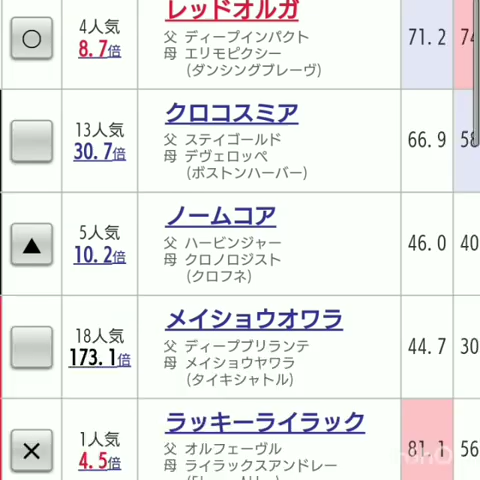 レッドオルガ
○ 4人気 父 ディープインパクト 71.2
8.7倍 母 エリモピクシー
(ダンシングブレーヴ)
クロコスミア
13人気 父 ステイゴールド 66.9 58
30.7倍 母 デヴェロッペ
(ボストンハーバー)
ノームコア
▲ 5人気 父 ハービンジャー 46.0 40
10.2倍 母 クロノロジスト
(クロフネ)
メイショウオワラ
18人気 父 ディープブリランテ 44.7 30
173.1倍 母 メイショウヤワラ
(タイキシャトル)
ラッキーライラック
× 1人気 父 オルフェーヴル 81.1 56
4.5倍 母 ライラックスアンドレー